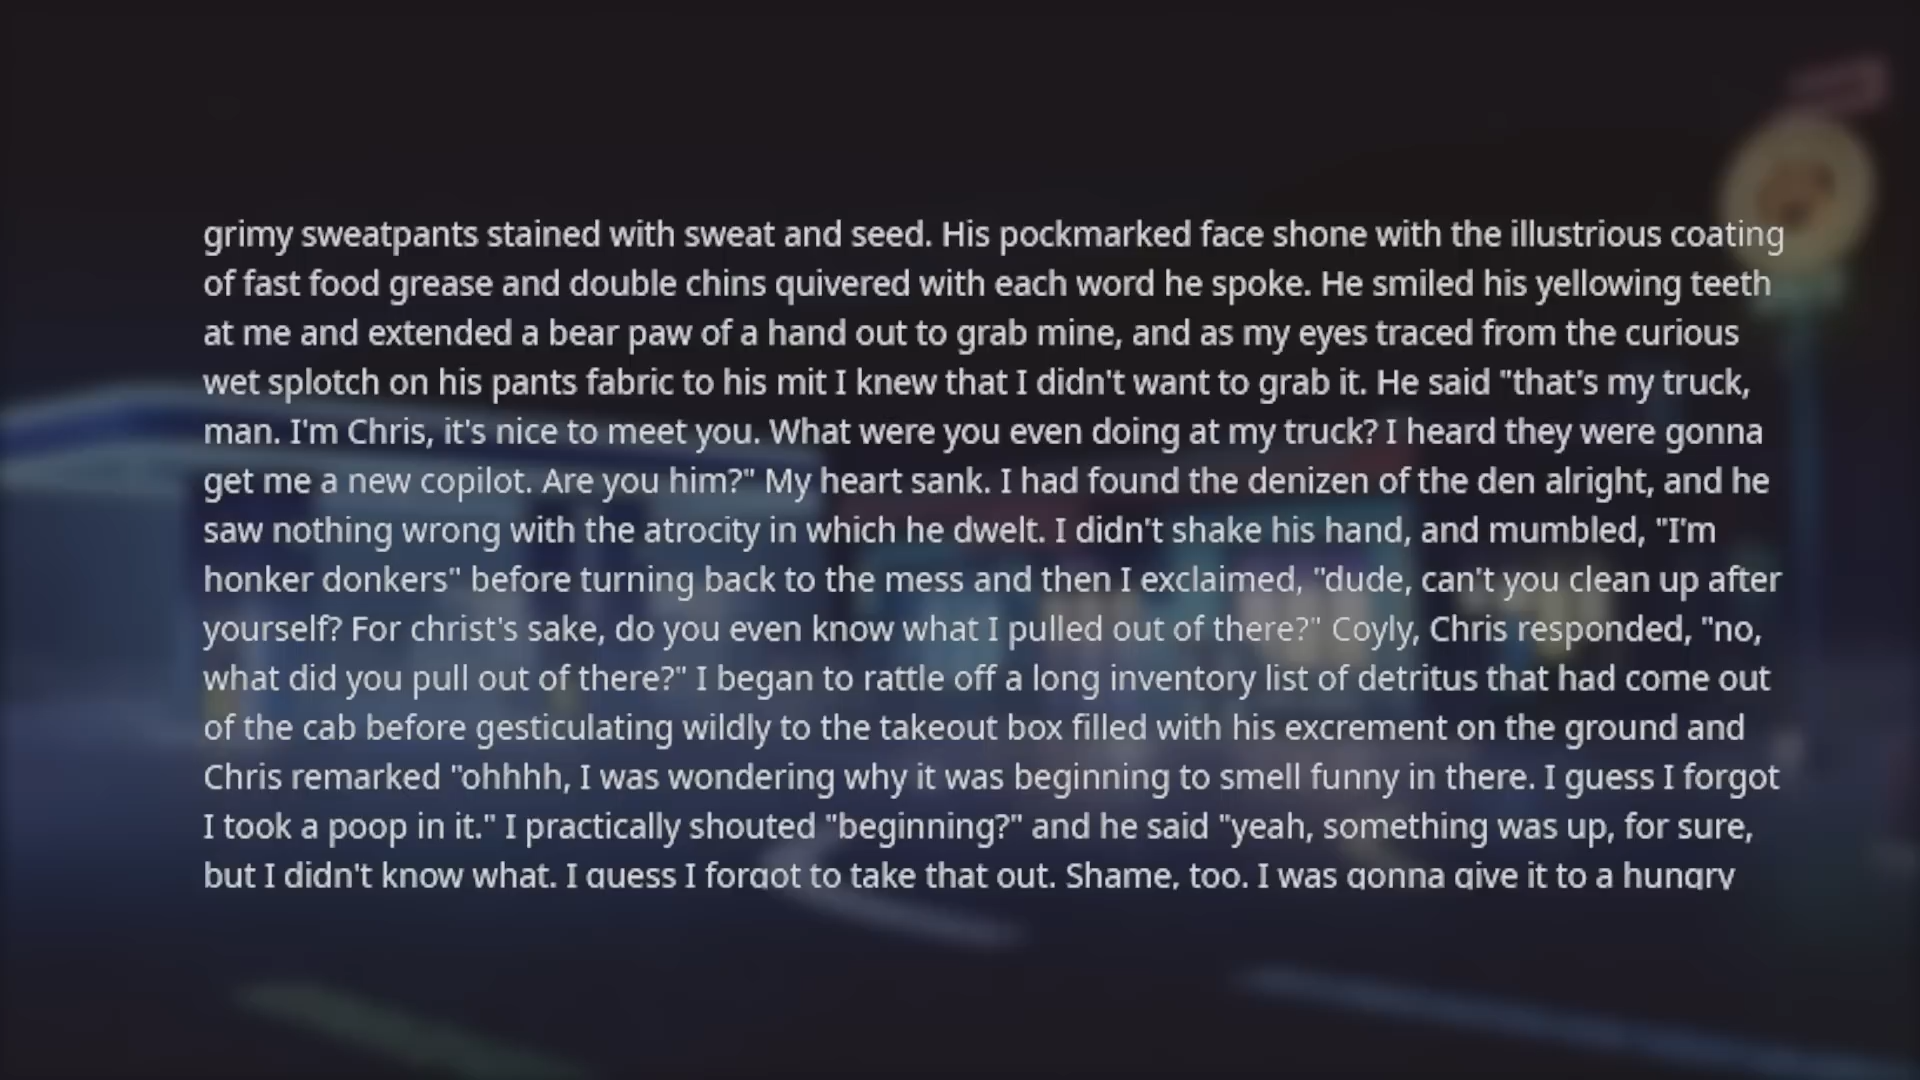 grimy sweatpants stained with sweat and seed. His pockmarked face shone with the illustrious coating
of fast food grease and double chins quivered with each word he spoke. He smiled his yellowing teeth
at me and extended a bear paw of a hand out to grab mine, and as my eyes traced from the curious
wet splotch on his pants fabric to his mit I knew that I didn't want to grab it. He said "that's my truck,
man. I'm Chris, it's nice to meet you. What were you even doing at my truck? I heard they were gonna
get me a new copilot. Are you him?" My heart sank. I had found the denizen of the den alright, and he
saw nothing wrong with the atrocity in which he dwelt. I didn't shake his hand, and mumbled, "I'm
honker donkers" before turning back to the mess and then I exclaimed, "dude, can't you clean up after
yourself? For christ's sake, do you even know what I pulled out of there?" Coyly, Chris responded, "no,
what did you pull out of there?" I began to rattle off a long inventory list of detritus that had come out
of the cab before gesticulating wildly to the takeout box filled with his excrement on the ground and
Chris remarked "ohhhh, I was wondering why it was beginning to smell funny in there. I guess I forgot
I took a poop in it." I practically shouted "beginning?" and he said "yeah, something was up, for sure,
but I didn't know what. I guess I forgot to take that out. Shame, too. I was gonna give it to a hungry